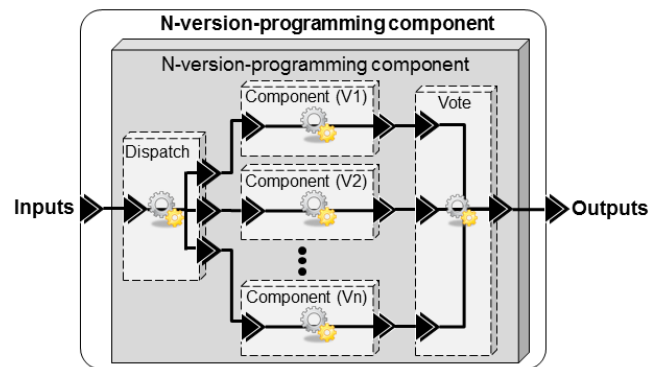 N-version-programming component
N-version-programming component
Component (V1)
Vote
Dispatch
Component (V2)
Inputs
Outputs
Component (Vn)